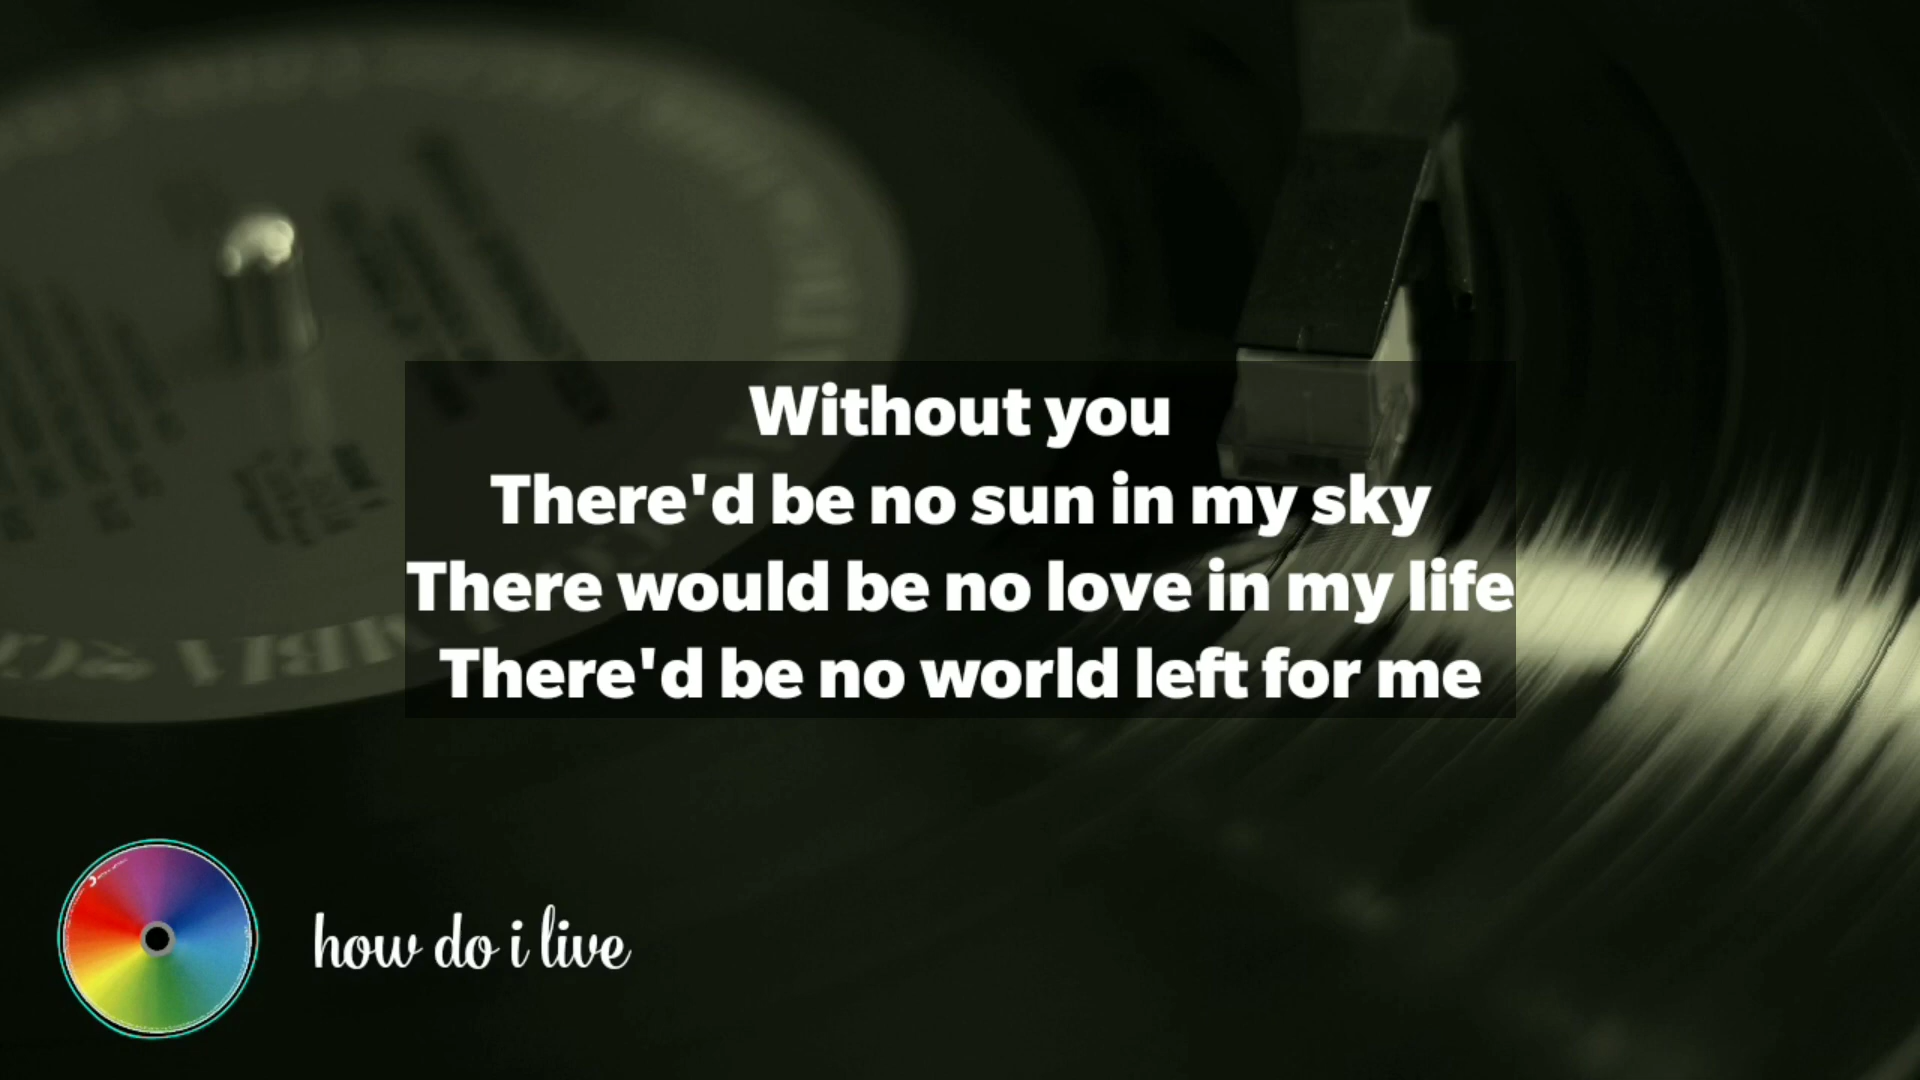 Without you
There'd be no sun in my sky
There would be no love in my life
There'd be no world left for me
how do i live